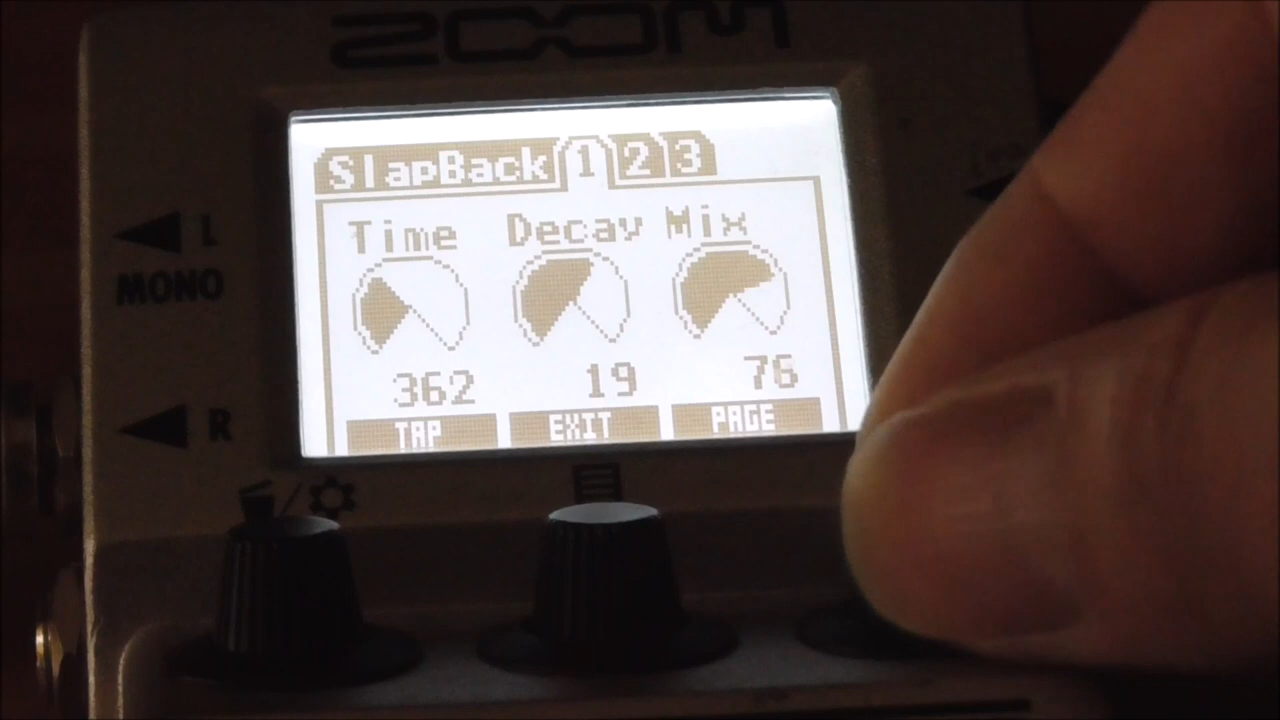 ZOOM
SlapBack 1 2 3
Time Decay Mix
362 19 76
TAP EXIT PAGE
L
MONO
R